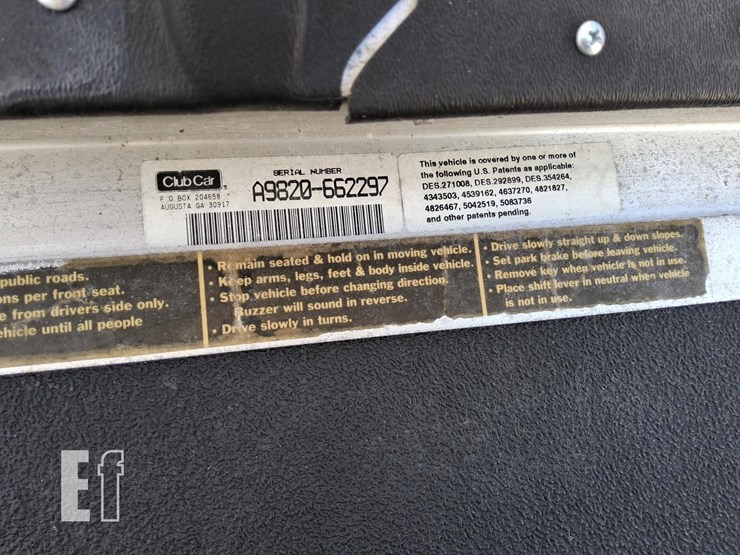 Club Car
P O BOX 204658
AUGUSTA GA 30917
SERIAL NUMBER
A9820-662297
This vehicle is covered by one or more of
the following U.S. Patents as applicable:
DES.271008, DES.292899, DES.354264,
4343503, 4539162, 4637270, 4821827,
4826467, 5042519, 5083736
and other patents pending.
public roads.
ons per front seat.
e from drivers side only.
ehicle until all people
• Remain seated & hold on in moving vehicle.
• Keep arms, legs, feet & body inside vehicle.
• Stop vehicle before changing direction.
Buzzer will sound in reverse.
• Drive slowly in turns.
• Drive slowly straight up & down slopes.
• Set park brake before leaving vehicle.
• Remove key when vehicle is not in use.
• Place shift lever in neutral when vehicle
is not in use.
Ef